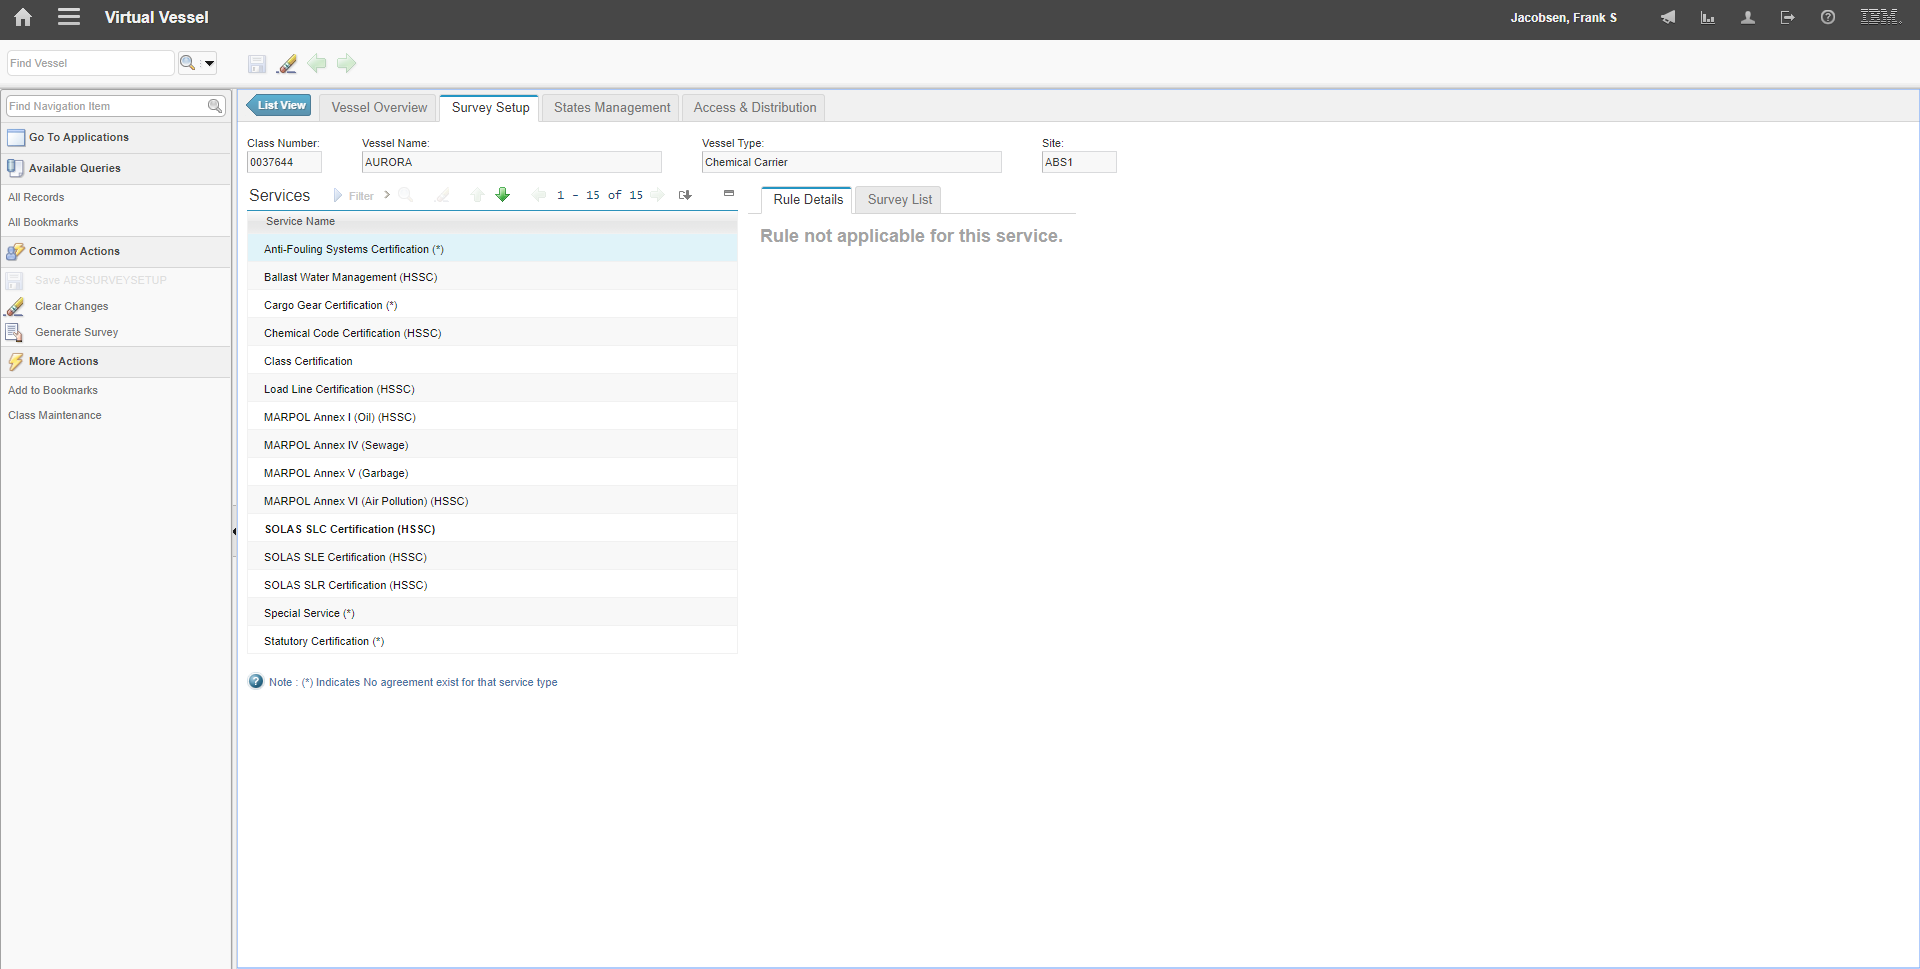 Virtual Vessel
Jacobsen, Frank S
IBM
Find Vessel
Find Navigation Item
Go To Applications
Available Queries
All Records
All Bookmarks
Common Actions
Save ABSSURVEYSETUP
Clear Changes
Generate Survey
More Actions
Add to Bookmarks
Class Maintenance
List View
Vessel Overview
Survey Setup
States Management
Access & Distribution
Class Number:
0037644
Vessel Name:
AURORA
Vessel Type:
Chemical Carrier
Site:
ABS1
Services
Filter
1 - 15 of 15
Service Name
Anti-Fouling Systems Certification (*)
Ballast Water Management (HSSC)
Cargo Gear Certification (*)
Chemical Code Certification (HSSC)
Class Certification
Load Line Certification (HSSC)
MARPOL Annex I (Oil) (HSSC)
MARPOL Annex IV (Sewage)
MARPOL Annex V (Garbage)
MARPOL Annex VI (Air Pollution) (HSSC)
SOLAS SLC Certification (HSSC)
SOLAS SLE Certification (HSSC)
SOLAS SLR Certification (HSSC)
Special Service (*)
Statutory Certification (*)
Note : (*) Indicates No agreement exist for that service type
Rule Details
Survey List
Rule not applicable for this service.